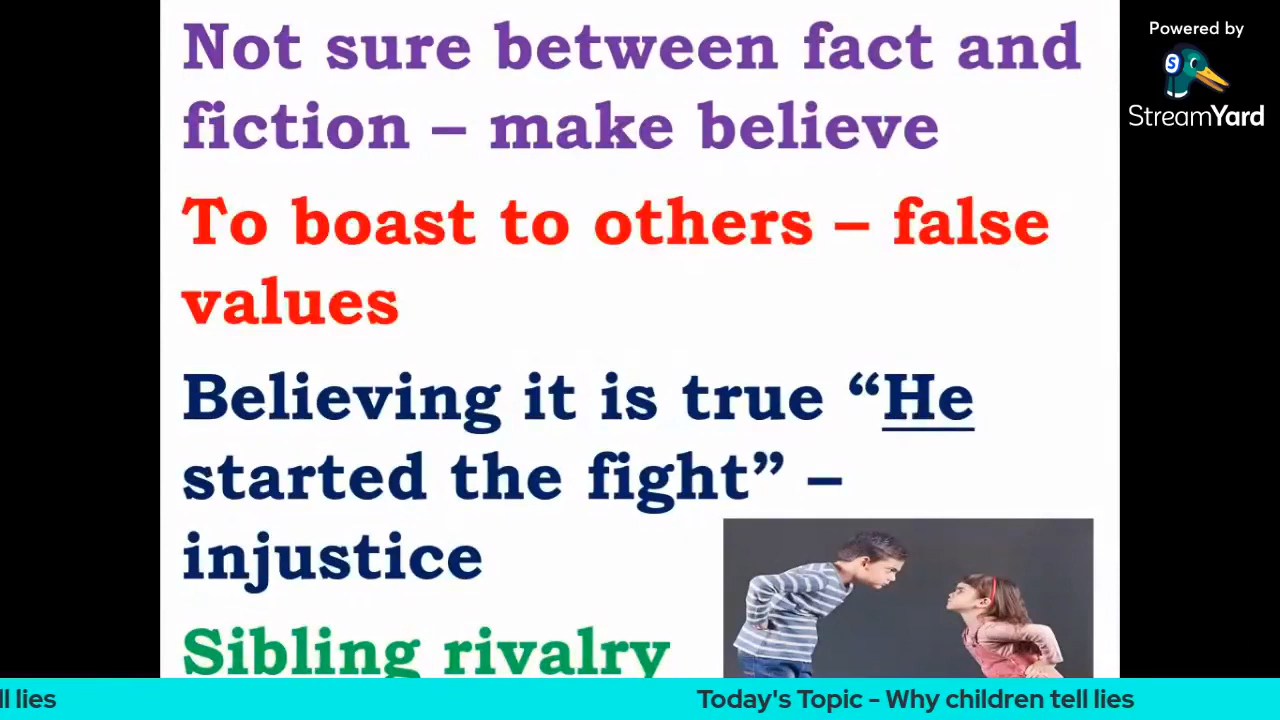 Not sure between fact and
fiction – make believe
To boast to others – false
values
Believing it is true “He
started the fight” –
injustice
Sibling rivalry
Powered by
S
StreamYard
ll lies
Today's Topic - Why children tell lies